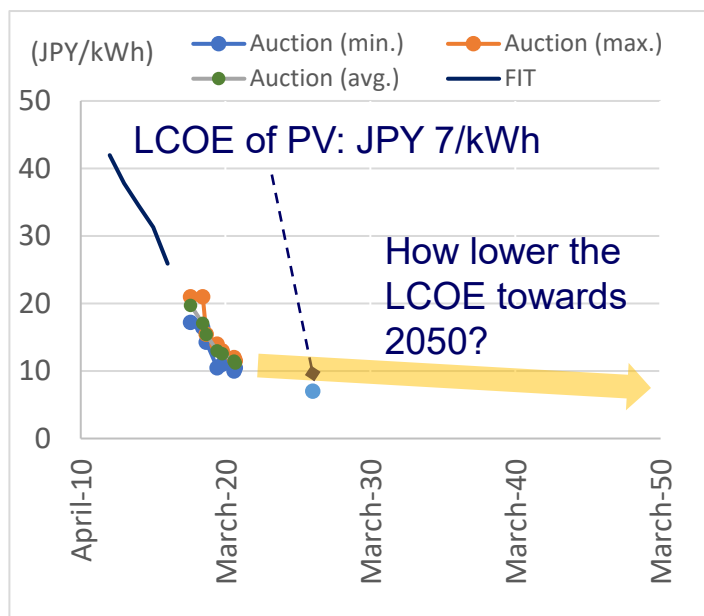 (JPY/kWh)
Auction (min.)
Auction (max.)
Auction (avg.)
FIT
50
40
30
20
10
0
LCOE of PV: JPY 7/kWh
How lower the
LCOE towards
2050?
April-10
March-20
March-30
March-40
March-50